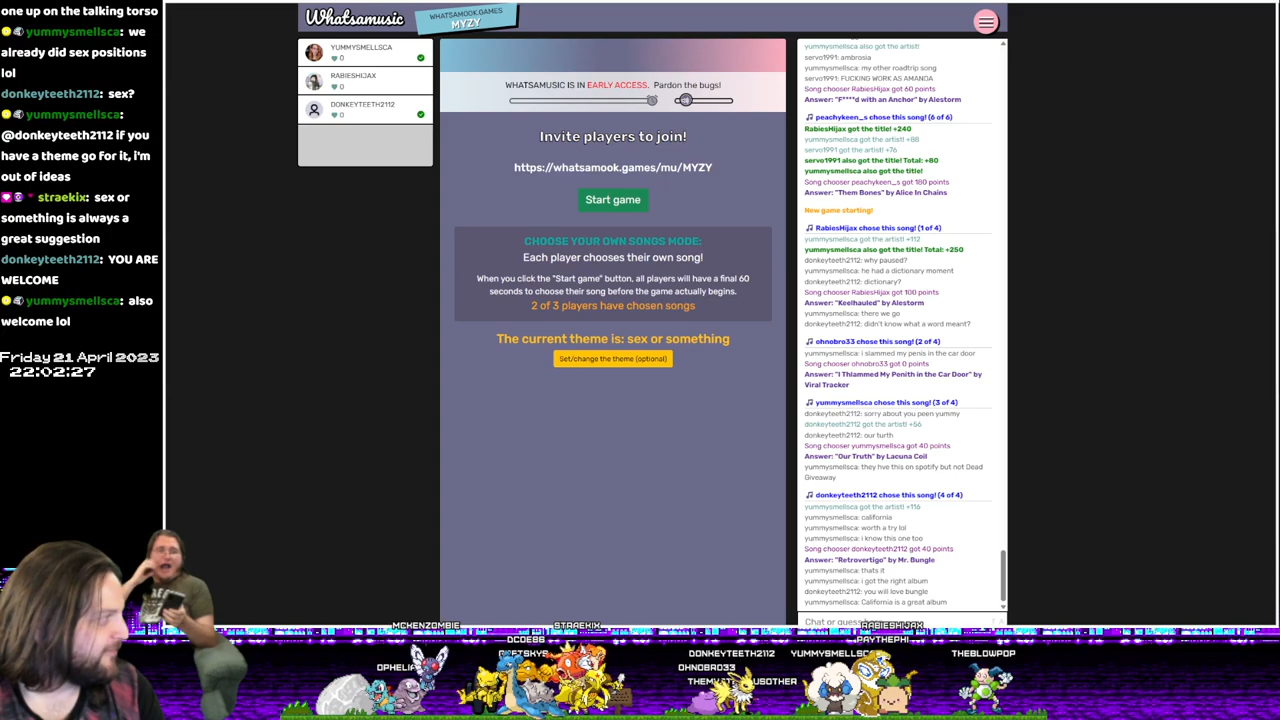 one up on the talking torso
yummysmellsca: we
already did sex positions
lol
donkeyteeth2112: sex?
yummysmellsca:
@donkeyteeth2112 if you
have a theme go for it im
out of ideas
straekix: sex
something is always a
great suggestion
donkeyteeth2112: YOU ARE
WELCOME
yummysmellsca: also
welcome lol
Friday 21 April 2023
22:02:27
Whatsamusic
WHATSAMOOK.GAMES
MYZY
YUMMYSMELLSCA
0
RABIESHIJAX
0
DONKEYTEETH2112
0
WHATSAMUSIC IS IN EARLY ACCESS. Pardon the bugs!
Invite players to join!
https://whatsamook.games/mu/MYZY
Start game
CHOOSE YOUR OWN SONGS MODE:
Each player chooses their own song!
When you click the "Start game" button, all players will have a final 60
seconds to choose their song before the game actually begins.
2 of 3 players have chosen songs
The current theme is: sex or something
Set/change the theme (optional)
yummysmellsca also got the artist!
servo1991: ambrosia
yummysmellsca: my other roadtrip song
servo1991: FUCKING WORK AS AMANDA
Song chooser RabiesHijax got 60 points
Answer: "F****d with an Anchor" by Alestorm
peachykeen_s chose this song! (6 of 6)
RabiesHijax got the title! +240
yummysmellsca got the artist! +88
servo1991 got the artist! +76
servo1991 also got the title! Total: +80
yummysmellsca also got the title!
Song chooser peachykeen_s got 180 points
Answer: "Them Bones" by Alice In Chains
New game starting!
RabiesHijax chose this song! (1 of 4)
yummysmellsca got the artist! +112
yummysmellsca also got the title! Total: +250
donkeyteeth2112: why paused?
yummysmellsca: he had a dictionary moment
donkeyteeth2112: dictionary?
Song chooser RabiesHijax got 100 points
Answer: "Keelhauled" by Alestorm
yummysmellsca: there we go
donkeyteeth2112: didn't know what a word meant?
ohnobro33 chose this song! (2 of 4)
yummysmellsca: i slammed my penis in the car door
Song chooser ohnobro33 got 0 points
Answer: "I Thlammed My Penith in the Car Door" by
Viral Tracker
yummysmellsca chose this song! (3 of 4)
donkeyteeth2112: sorry about you peen yummy
donkeyteeth2112 got the artist! +56
donkeyteeth2112: our turth
Song chooser yummysmellsca got 40 points
Answer: "Our Truth" by Lacuna Coil
yummysmellsca: they hve this on spotify but not Dead
Giveaway
donkeyteeth2112 chose this song! (4 of 4)
yummysmellsca got the artist! +116
yummysmellsca: california
yummysmellsca: worth a try lol
yummysmellsca: i know this one too
Song chooser donkeyteeth2112 got 40 points
Answer: "Retrovertigo" by Mr. Bungle
yummysmellsca: thats it
yummysmellsca: i got the right album
donkeyteeth2112: you will love bungle
yummysmellsca: California is a great album
Chat or guess
RABIESHIJAX
MCKENZOMBIE
STRAEKIX
DCDEBB
PAYTHEPHI
DONKEYTEETH2112
THEBLOWPOP
OHNOBRO33